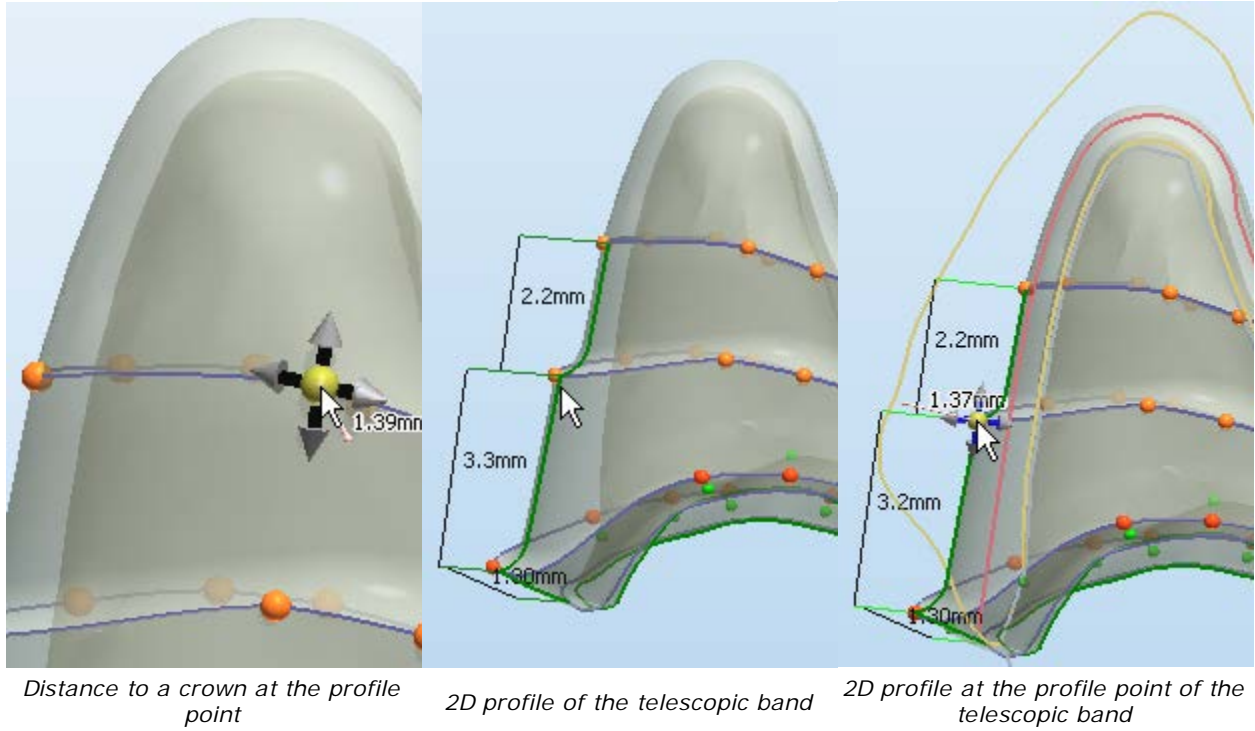 1.39mm
2.2mm
3.3mm
1.30mm
2.2mm
1.37mm
3.2mm
1.30mm
Distance to a crown at the profile
point
2D profile of the telescopic band
2D profile at the profile point of the
telescopic band